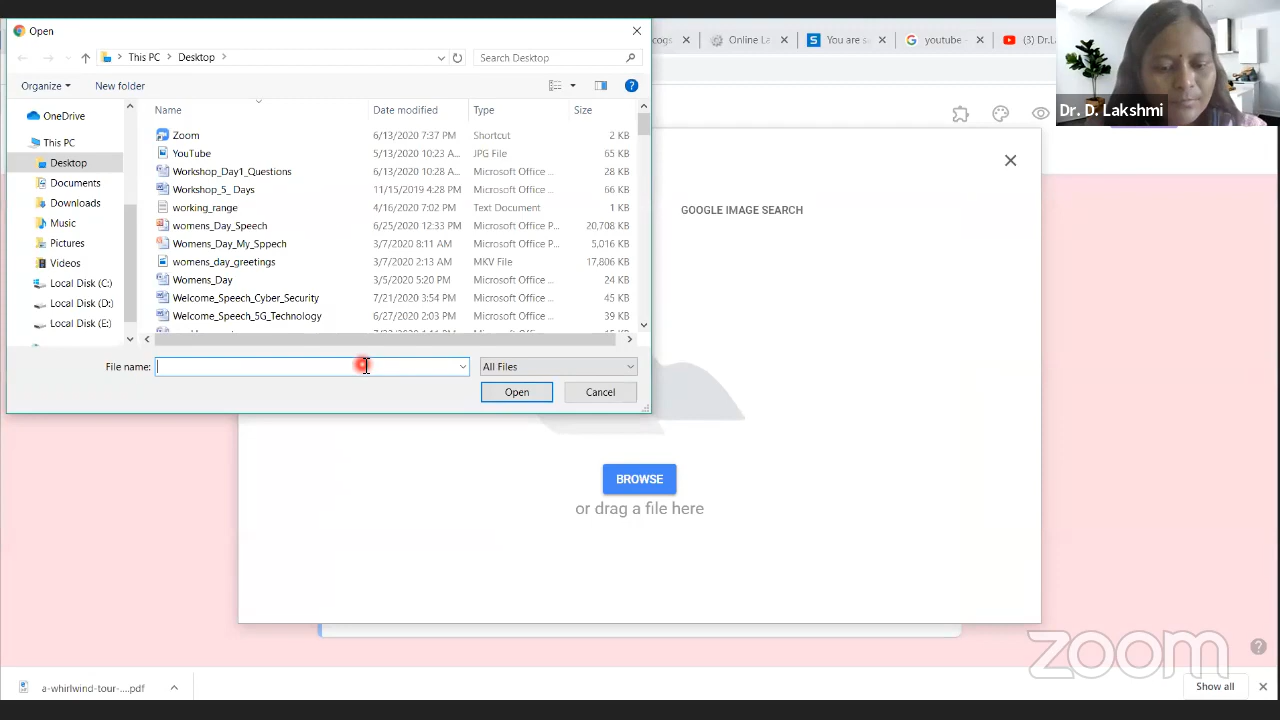 Open
This PC
Desktop
Search Desktop
Organize
New folder
Name
Date modified
Type
Size
OneDrive
This PC
Desktop
Documents
Downloads
Music
Pictures
Videos
Local Disk (C:)
Local Disk (D:)
Local Disk (E:)
Zoom 6/13/2020 7:37 PM Shortcut 2 KB
YouTube 5/13/2020 10:23 A... JPG File 65 KB
Workshop_Day1_Questions 6/13/2020 10:28 A... Microsoft Office ... 28 KB
Workshop_5_ Days 11/15/2019 4:28 PM Microsoft Office ... 66 KB
working_range 4/16/2020 7:02 PM Text Document 1 KB
womens_Day_Speech 6/25/2020 12:33 PM Microsoft Office P... 20,708 KB
Womens_Day_My_Sppech 3/7/2020 8:11 AM Microsoft Office P... 5,016 KB
womens_day_greetings 3/7/2020 2:13 AM MKV File 17,806 KB
Womens_Day 3/5/2020 5:20 PM Microsoft Office ... 24 KB
Welcome_Speech_Cyber_Security 7/21/2020 3:54 PM Microsoft Office ... 45 KB
Welcome_Speech_5G_Technology 6/27/2020 2:03 PM Microsoft Office ... 39 KB
File name:
All Files
Open
Cancel
cogs
Online La
You are s
youtube -
(3) Dr.L
Dr. D. Lakshmi
GOOGLE IMAGE SEARCH
BROWSE
or drag a file here
zoom
a-whirlwind-tour-....pdf
Show all